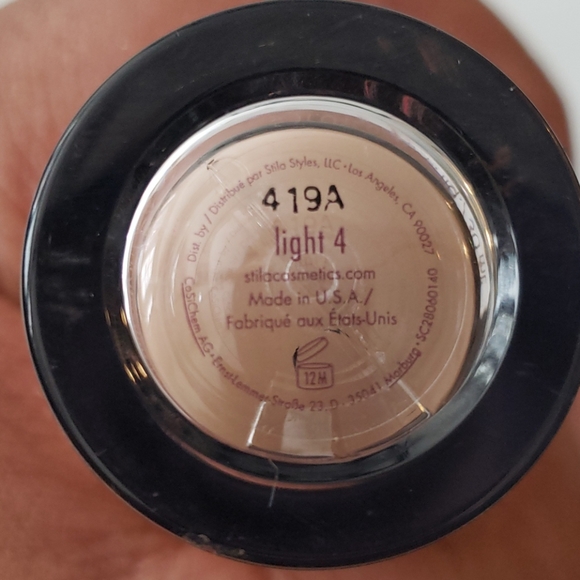 Dist. by / Distribué par Stila Styles, LLC • Los Angeles, CA 90027
419A
light 4
stilacosmetics.com
Made in U.S.A./
Fabriqué aux États-Unis
12M
CoSiChem AG • Ernst-Lemmer-Straße 23, D - 35041 Marburg • SC28060140